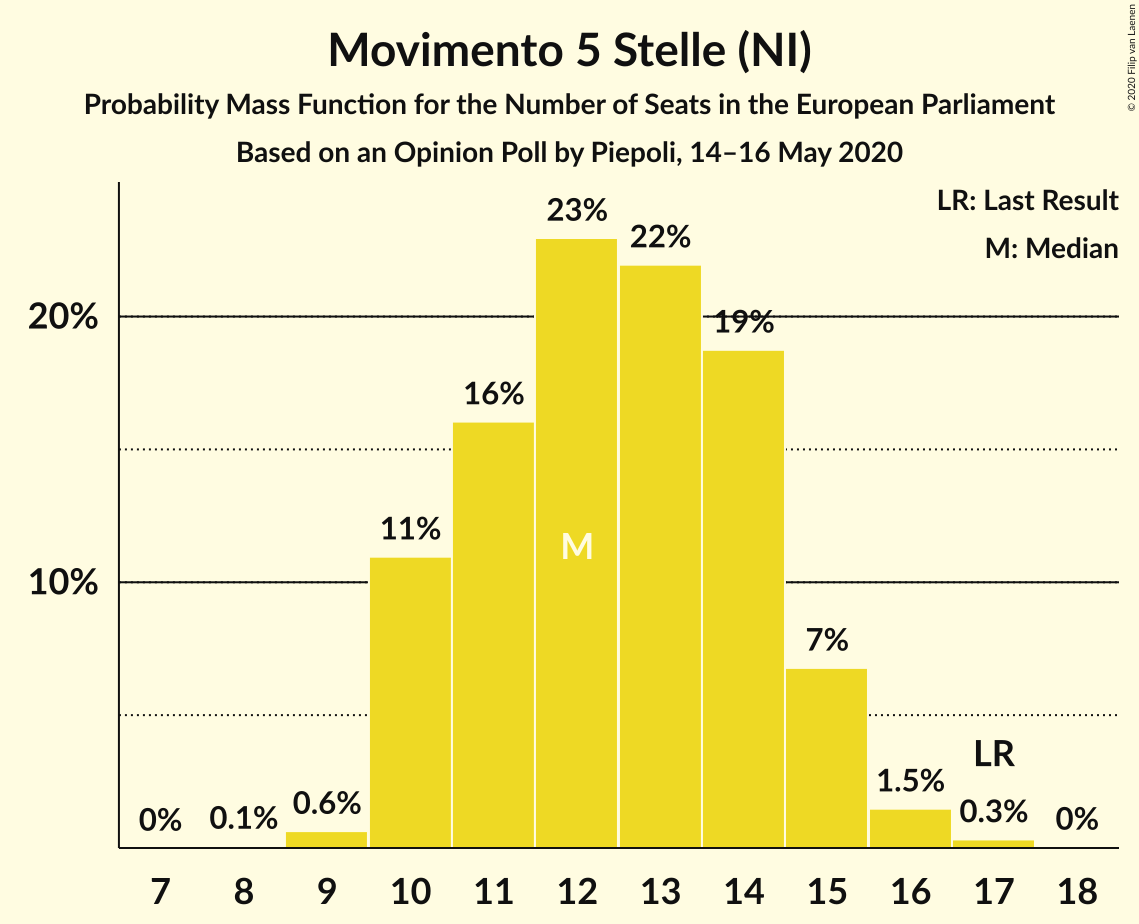 Movimento 5 Stelle (NI)
Probability Mass Function for the Number of Seats in the European Parliament
Based on an Opinion Poll by Piepoli, 14–16 May 2020
© 2020 Filip van Laenen
LR: Last Result
M: Median
20%
10%
0%
0.1%
0.6%
11%
16%
23%
22%
19%
7%
1.5%
0.3%
0%
M
LR
7 8 9 10 11 12 13 14 15 16 17 18